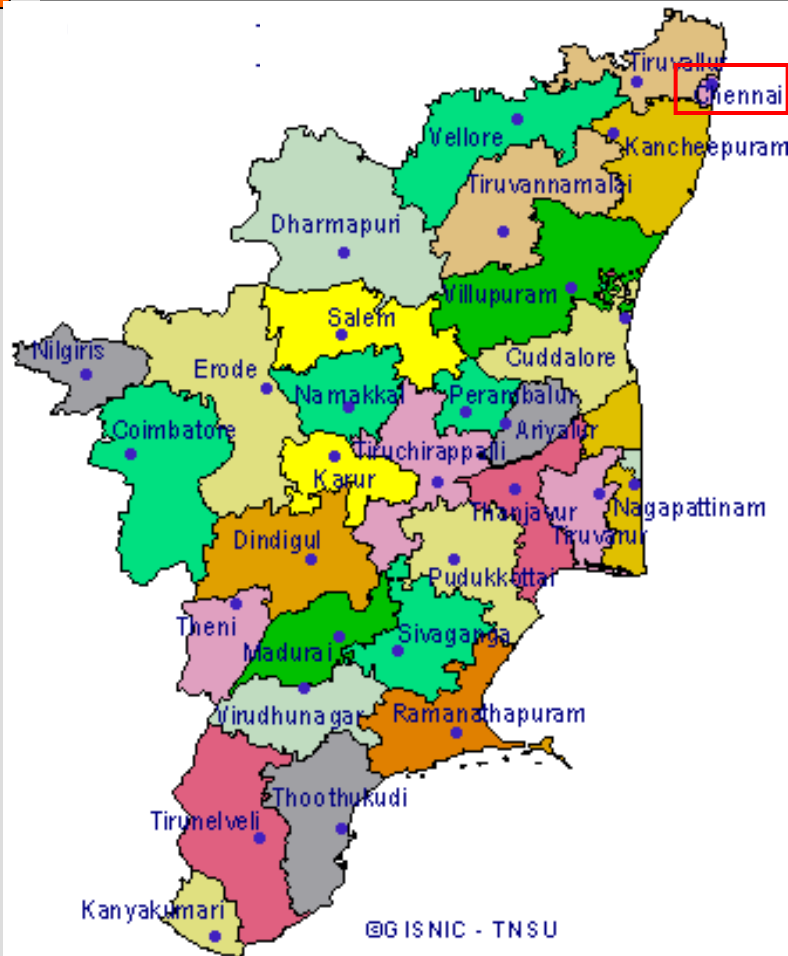 Tiruvallur
Chennai
Vellore
Kancheepuram
Tiruvannamalai
Dharmapuri
Villupuram
Salem
Nilgiris
Erode
Cuddalore
Namakkal
Perambalur
Coimbatore
Ariyalur
Tiruchirappalli
Karur
Thanjavur
Nagapattinam
Tiruvarur
Dindigul
Pudukkottai
Theni
Madurai
Sivaganga
Virudhunagar
Ramanathapuram
Thoothukudi
Tirunelveli
Kanyakumari
©GISNIC - TNSU